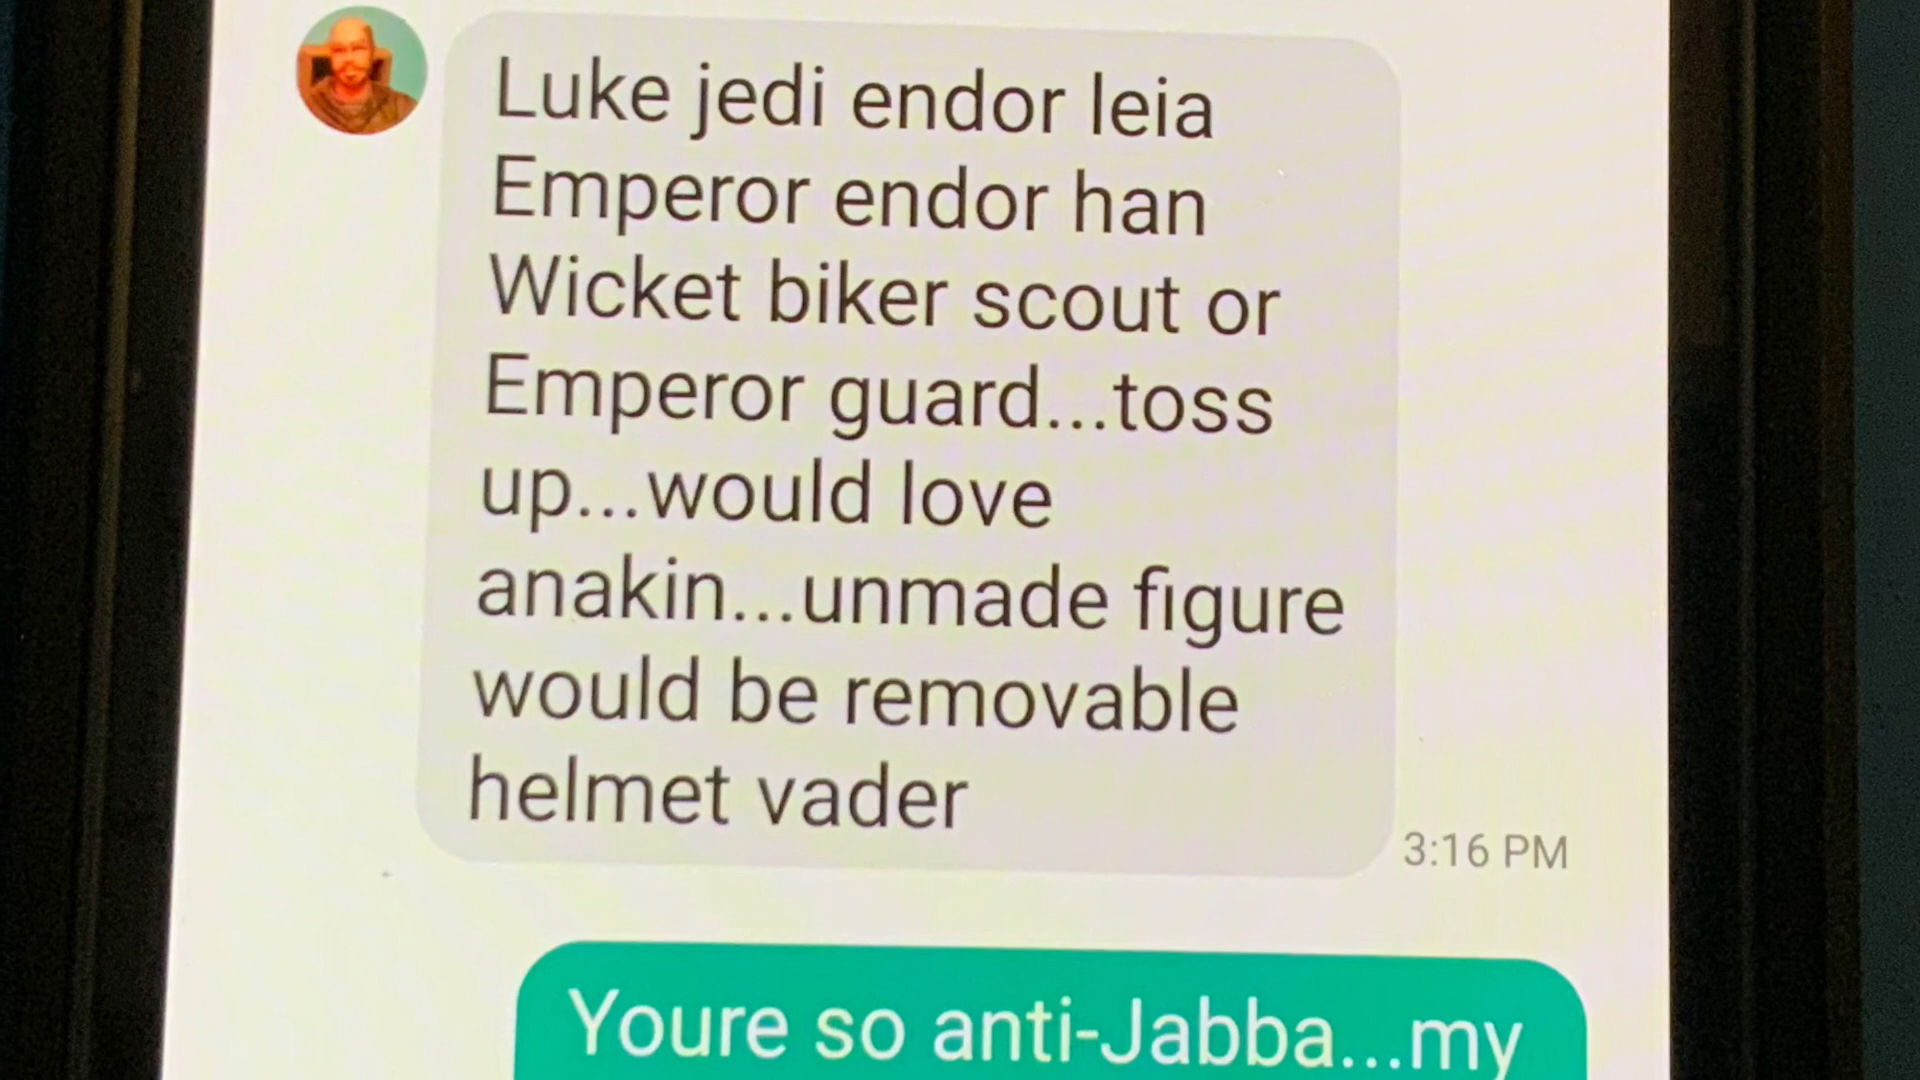 Luke jedi endor leia
Emperor endor han
Wicket biker scout or
Emperor guard...toss
up...would love
anakin...unmade figure
would be removable
helmet vader
3:16 PM
Youre so anti-Jabba...my